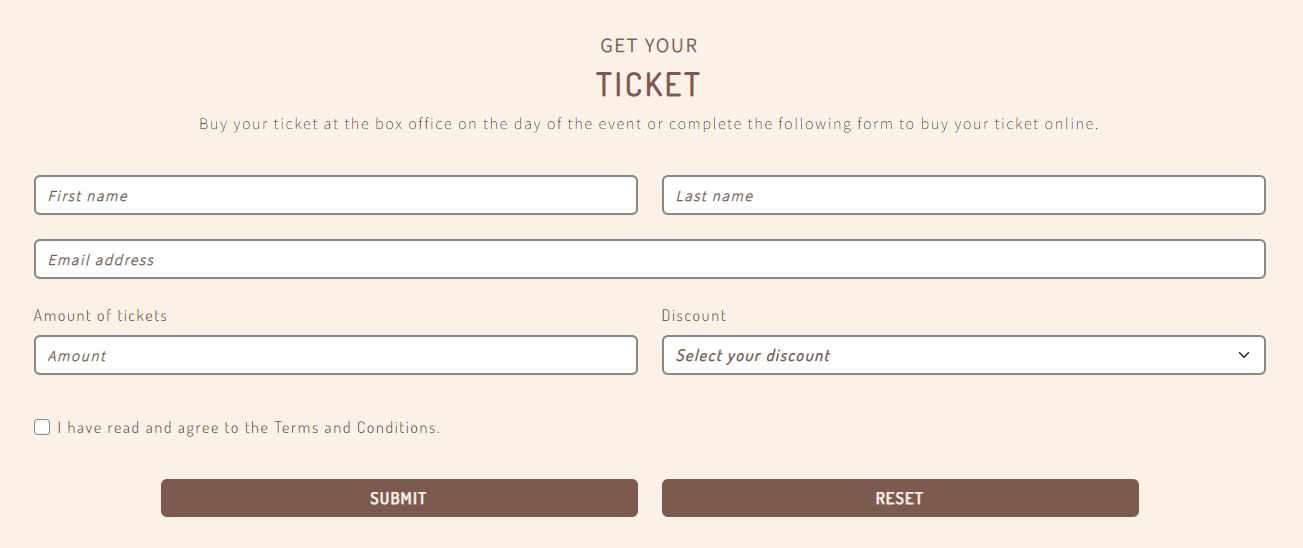 GET YOUR
TICKET
Buy your ticket at the box office on the day of the event or complete the following form to buy your ticket online.
First name
Last name
Email address
Amount of tickets
Discount
Amount
Select your discount
I have read and agree to the Terms and Conditions.
SUBMIT
RESET